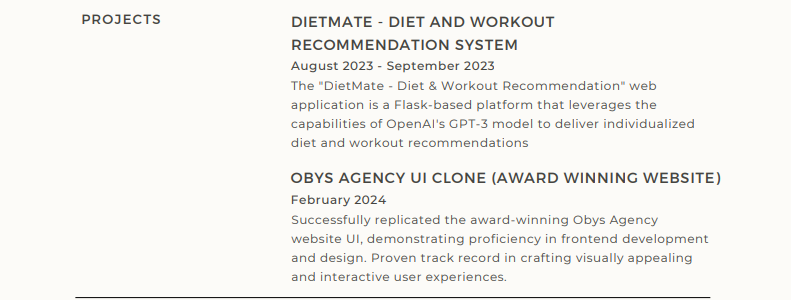 PROJECTS
DIETMATE - DIET AND WORKOUT
RECOMMENDATION SYSTEM
August 2023 - September 2023
The "DietMate - Diet & Workout Recommendation" web
application is a Flask-based platform that leverages the
capabilities of OpenAI's GPT-3 model to deliver individualized
diet and workout recommendations
OBYS AGENCY UI CLONE (AWARD WINNING WEBSITE)
February 2024
Successfully replicated the award-winning Obys Agency
website UI, demonstrating proficiency in frontend development
and design. Proven track record in crafting visually appealing
and interactive user experiences.